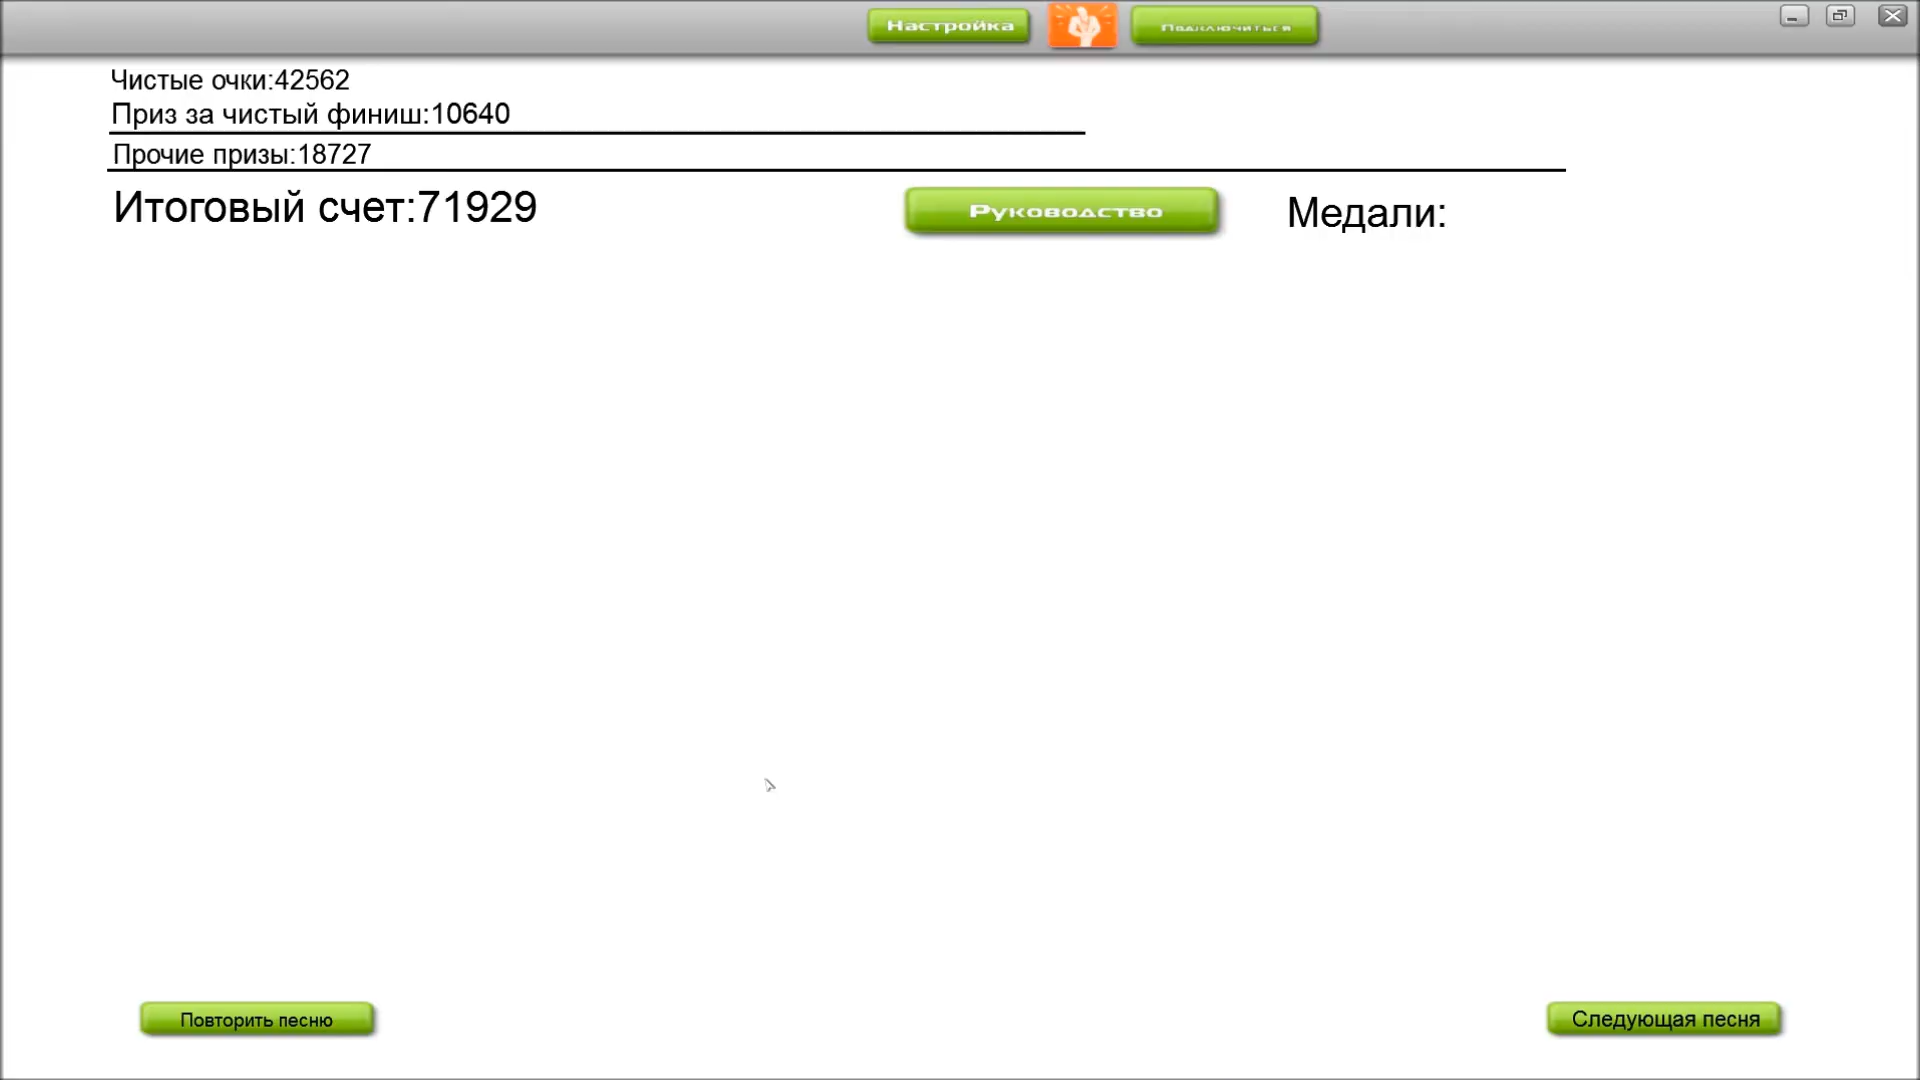 Настройка
Подключиться
Чистые очки:42562
Приз за чистый финиш:10640
Прочие призы:18727
Итоговый счет:71929
Руководство
Медали:
Повторить песню
Следующая песня